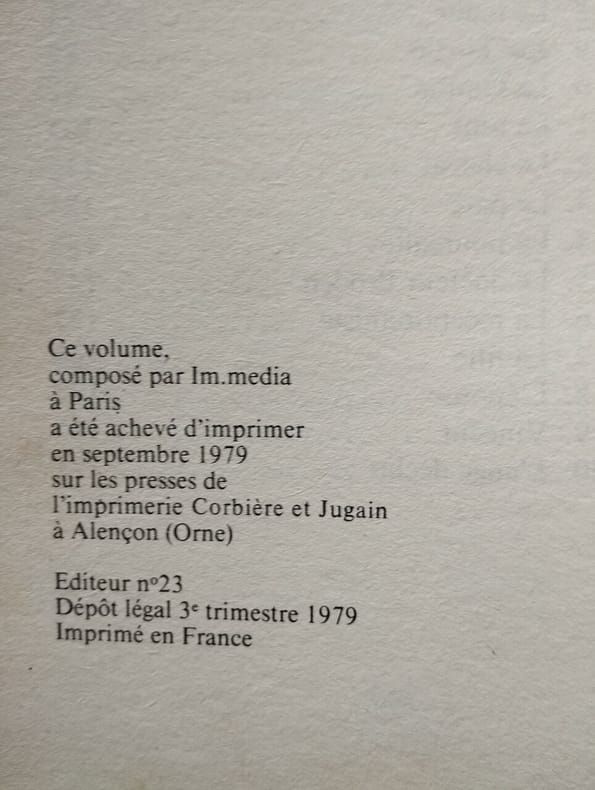 Ce volume,
composé par Im.media
à Paris
a été achevé d'imprimer
en septembre 1979
sur les presses de
l'imprimerie Corbière et Jugain
à Alençon (Orne)
Editeur nº23
Dépôt légal 3ᵉ trimestre 1979
Imprimé en France